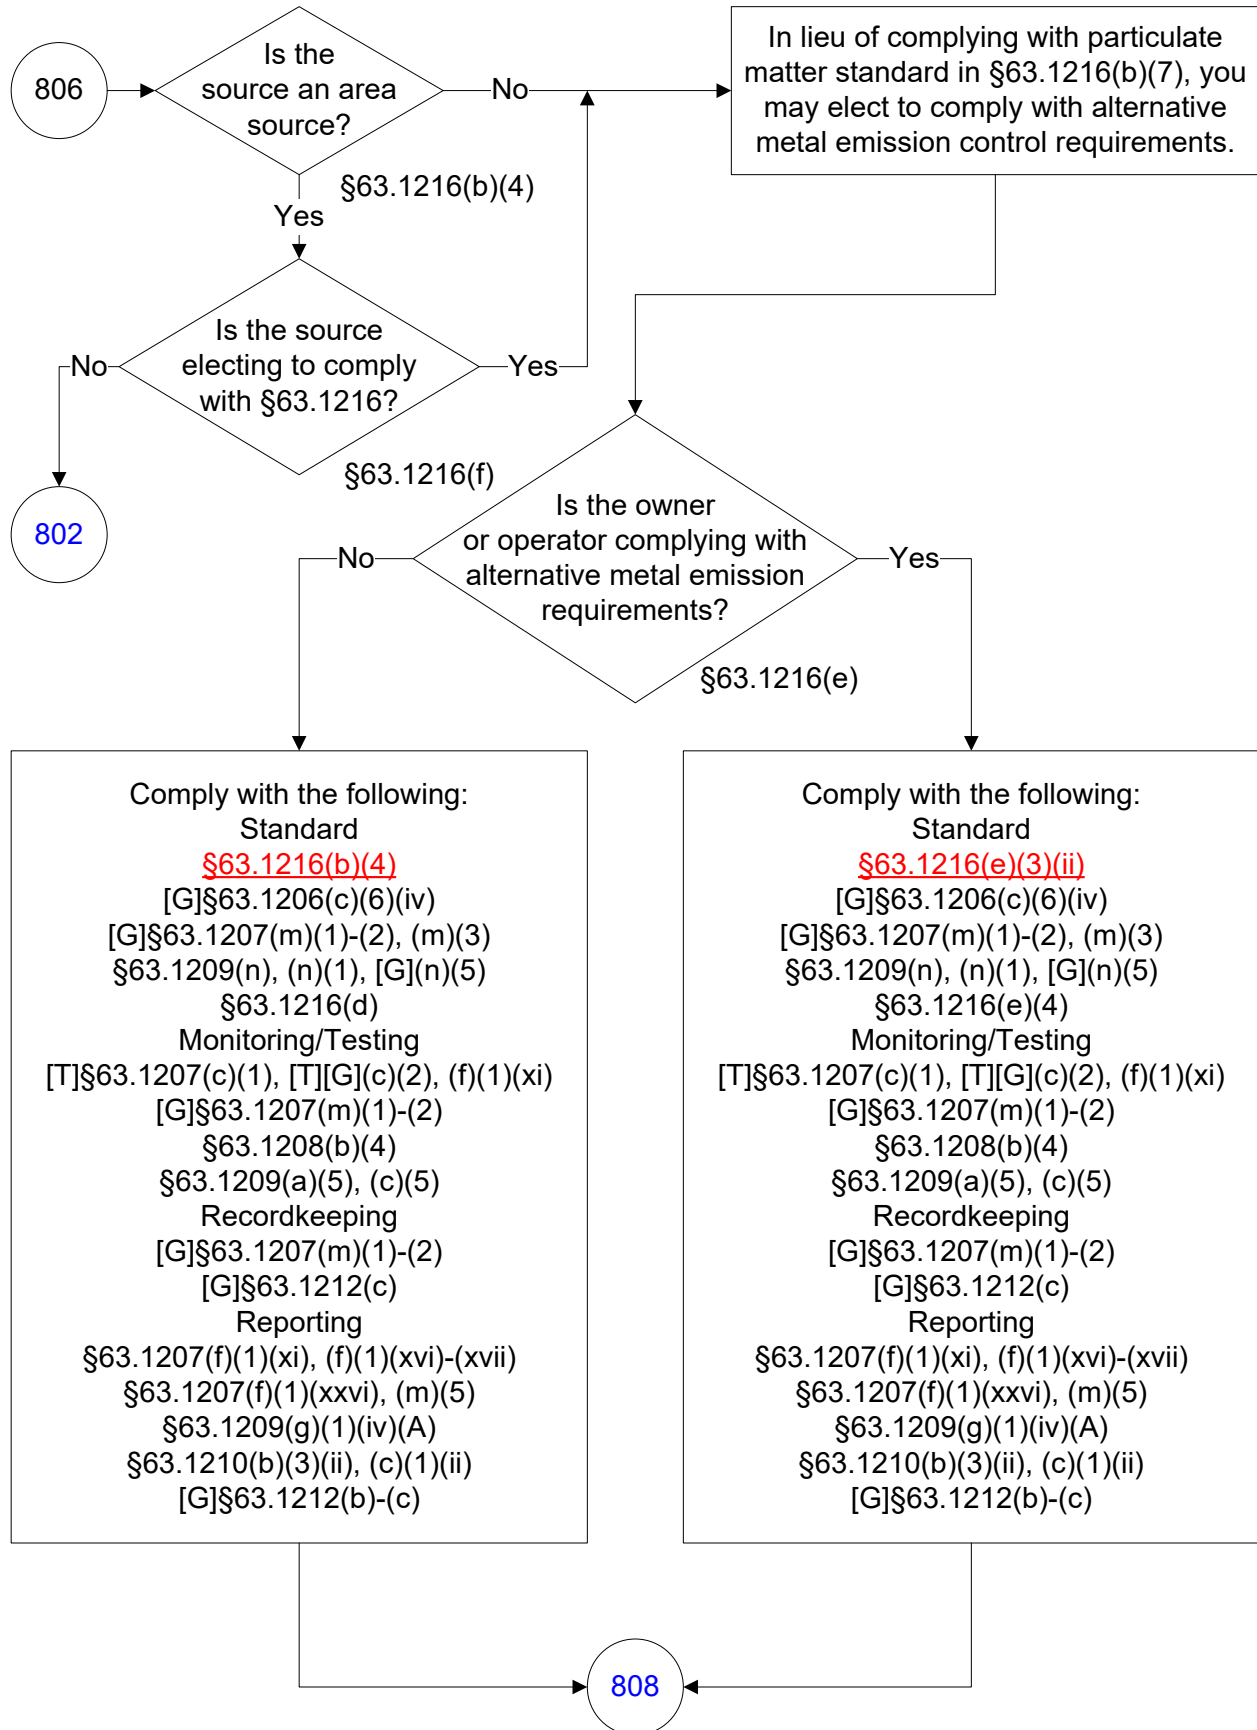 806
Is the
source an area
source?
No
In lieu of complying with particulate
matter standard in §63.1216(b)(7), you
may elect to comply with alternative
metal emission control requirements.
§63.1216(b)(4)
Yes
Is the source
electing to comply
with §63.1216?
No
Yes
§63.1216(f)
802
Is the owner
or operator complying with
alternative metal emission
requirements?
No
Yes
§63.1216(e)
Comply with the following:
Standard
§63.1216(b)(4)
[G]§63.1206(c)(6)(iv)
[G]§63.1207(m)(1)-(2), (m)(3)
§63.1209(n), (n)(1), [G](n)(5)
§63.1216(d)
Monitoring/Testing
[T]§63.1207(c)(1), [T][G](c)(2), (f)(1)(xi)
[G]§63.1207(m)(1)-(2)
§63.1208(b)(4)
§63.1209(a)(5), (c)(5)
Recordkeeping
[G]§63.1207(m)(1)-(2)
[G]§63.1212(c)
Reporting
§63.1207(f)(1)(xi), (f)(1)(xvi)-(xvii)
§63.1207(f)(1)(xxvi), (m)(5)
§63.1209(g)(1)(iv)(A)
§63.1210(b)(3)(ii), (c)(1)(ii)
[G]§63.1212(b)-(c)
Comply with the following:
Standard
§63.1216(e)(3)(ii)
[G]§63.1206(c)(6)(iv)
[G]§63.1207(m)(1)-(2), (m)(3)
§63.1209(n), (n)(1), [G](n)(5)
§63.1216(e)(4)
Monitoring/Testing
[T]§63.1207(c)(1), [T][G](c)(2), (f)(1)(xi)
[G]§63.1207(m)(1)-(2)
§63.1208(b)(4)
§63.1209(a)(5), (c)(5)
Recordkeeping
[G]§63.1207(m)(1)-(2)
[G]§63.1212(c)
Reporting
§63.1207(f)(1)(xi), (f)(1)(xvi)-(xvii)
§63.1207(f)(1)(xxvi), (m)(5)
§63.1209(g)(1)(iv)(A)
§63.1210(b)(3)(ii), (c)(1)(ii)
[G]§63.1212(b)-(c)
808